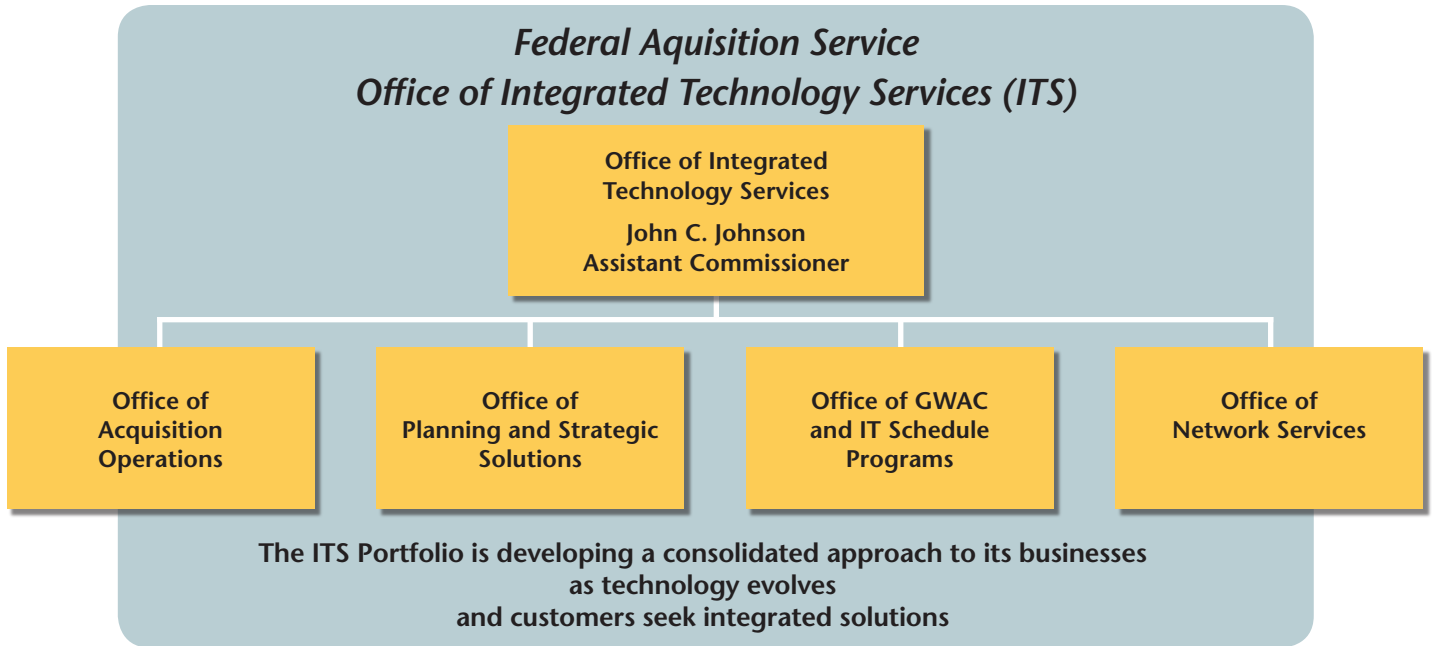 Federal Aquisition Service
Office of Integrated Technology Services (ITS)
Office of Integrated
Technology Services
John C. Johnson
Assistant Commissioner
Office of
Acquisition
Operations
Office of
Planning and Strategic
Solutions
Office of GWAC
and IT Schedule
Programs
Office of
Network Services
The ITS Portfolio is developing a consolidated approach to its businesses
as technology evolves
and customers seek integrated solutions